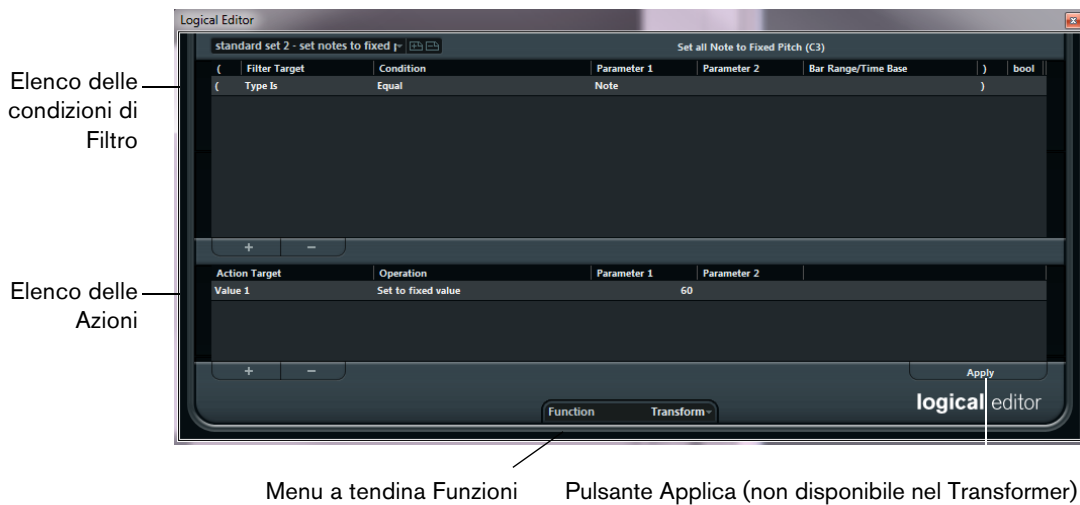 Logical Editor
standard set 2 - set notes to fixed p
Set all Note to Fixed Pitch (C3)
( Filter Target Condition Parameter 1 Parameter 2 Bar Range/Time Base ) bool
( Type Is Equal Note )
Elenco delle
condizioni di
Filtro
+ −
Action Target Operation Parameter 1 Parameter 2
Value 1 Set to fixed value 60
Elenco delle
Azioni
+ −
Apply
logical editor
Function Transform
Menu a tendina Funzioni
Pulsante Applica (non disponibile nel Transformer)